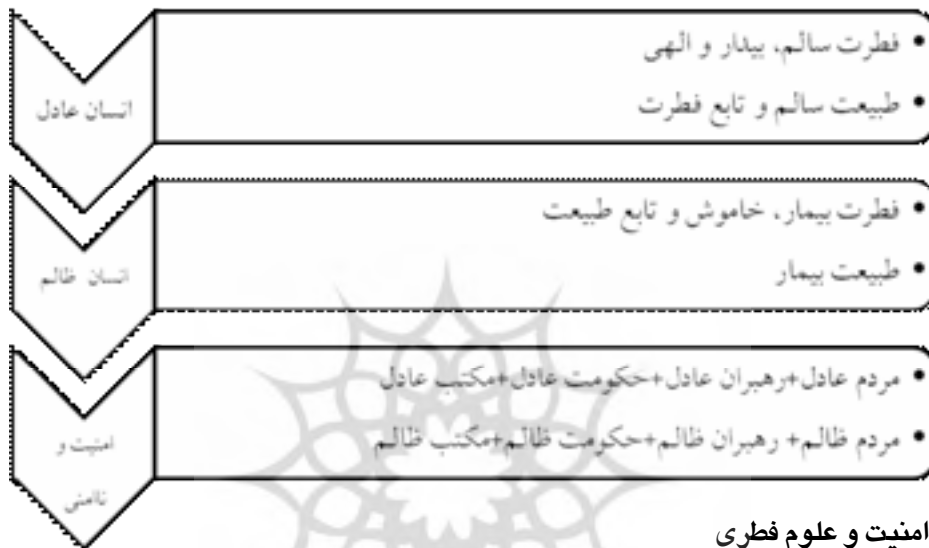 • فطرت سالم، بیدار و الهی
• طبیعت سالم و تابع فطرت
انسان عادل
• فطرت بیمار، خاموش و تابع طبیعت
• طبیعت بیمار
انسان ظالم
• مردم عادل+رهبران عادل+حکومت عادل+مکتب عادل
• مردم ظالم+ رهبران ظالم+حکومت ظالم+مکتب ظالم
امنیت و
ناامنی
امنیت و علوم فطری